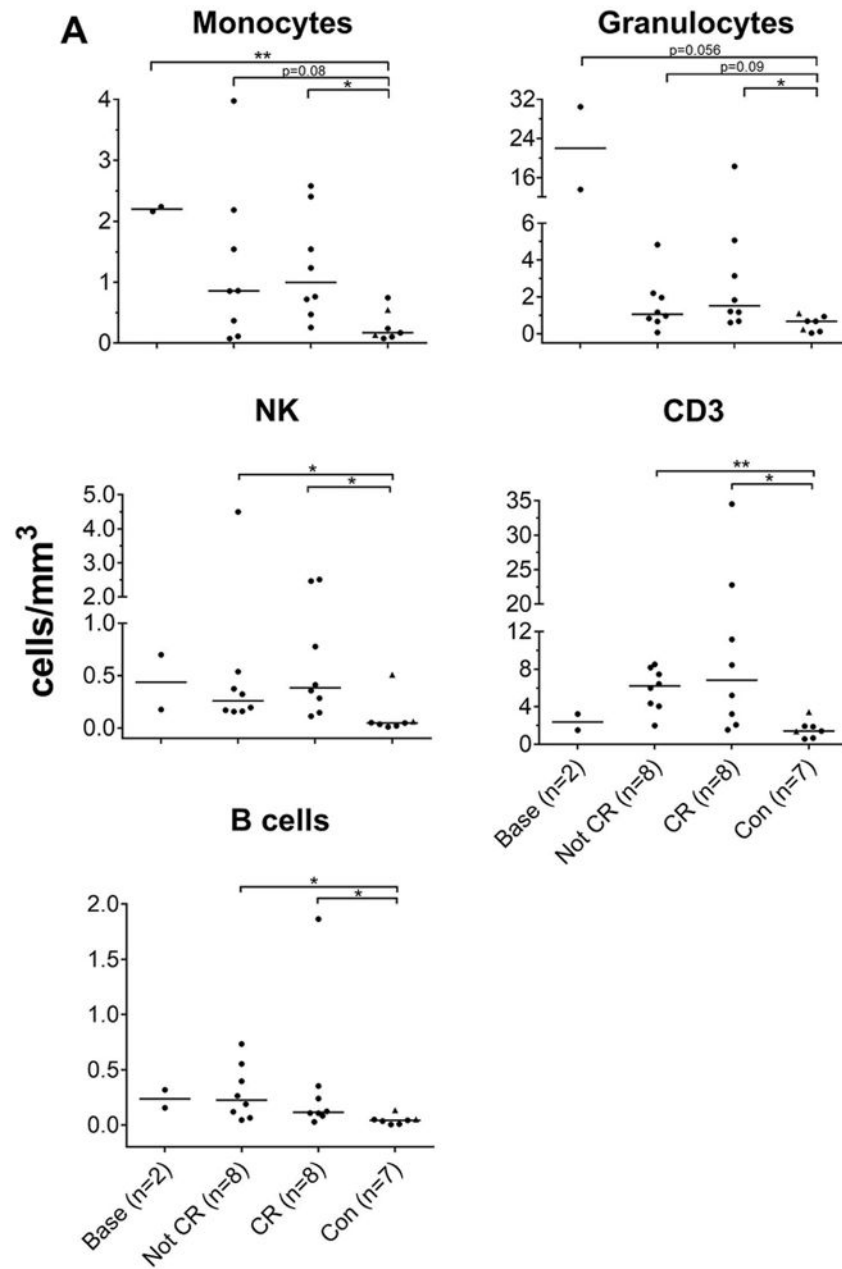 A
Monocytes
Granulocytes
**
p=0.08
*
p=0.056
p=0.09
*
4
3
2
1
0
32
24
16
6
4
2
0
NK
CD3
*
*
**
*
5.0
4.0
3.0
2.0
1.0
0.5
0.0
35
30
25
20
12
8
4
0
cells/mm³
B cells
*
*
2.0
1.5
1.0
0.5
0.0
Base (n=2)
Not CR (n=8)
CR (n=8)
Con (n=7)
Base (n=2)
Not CR (n=8)
CR (n=8)
Con (n=7)